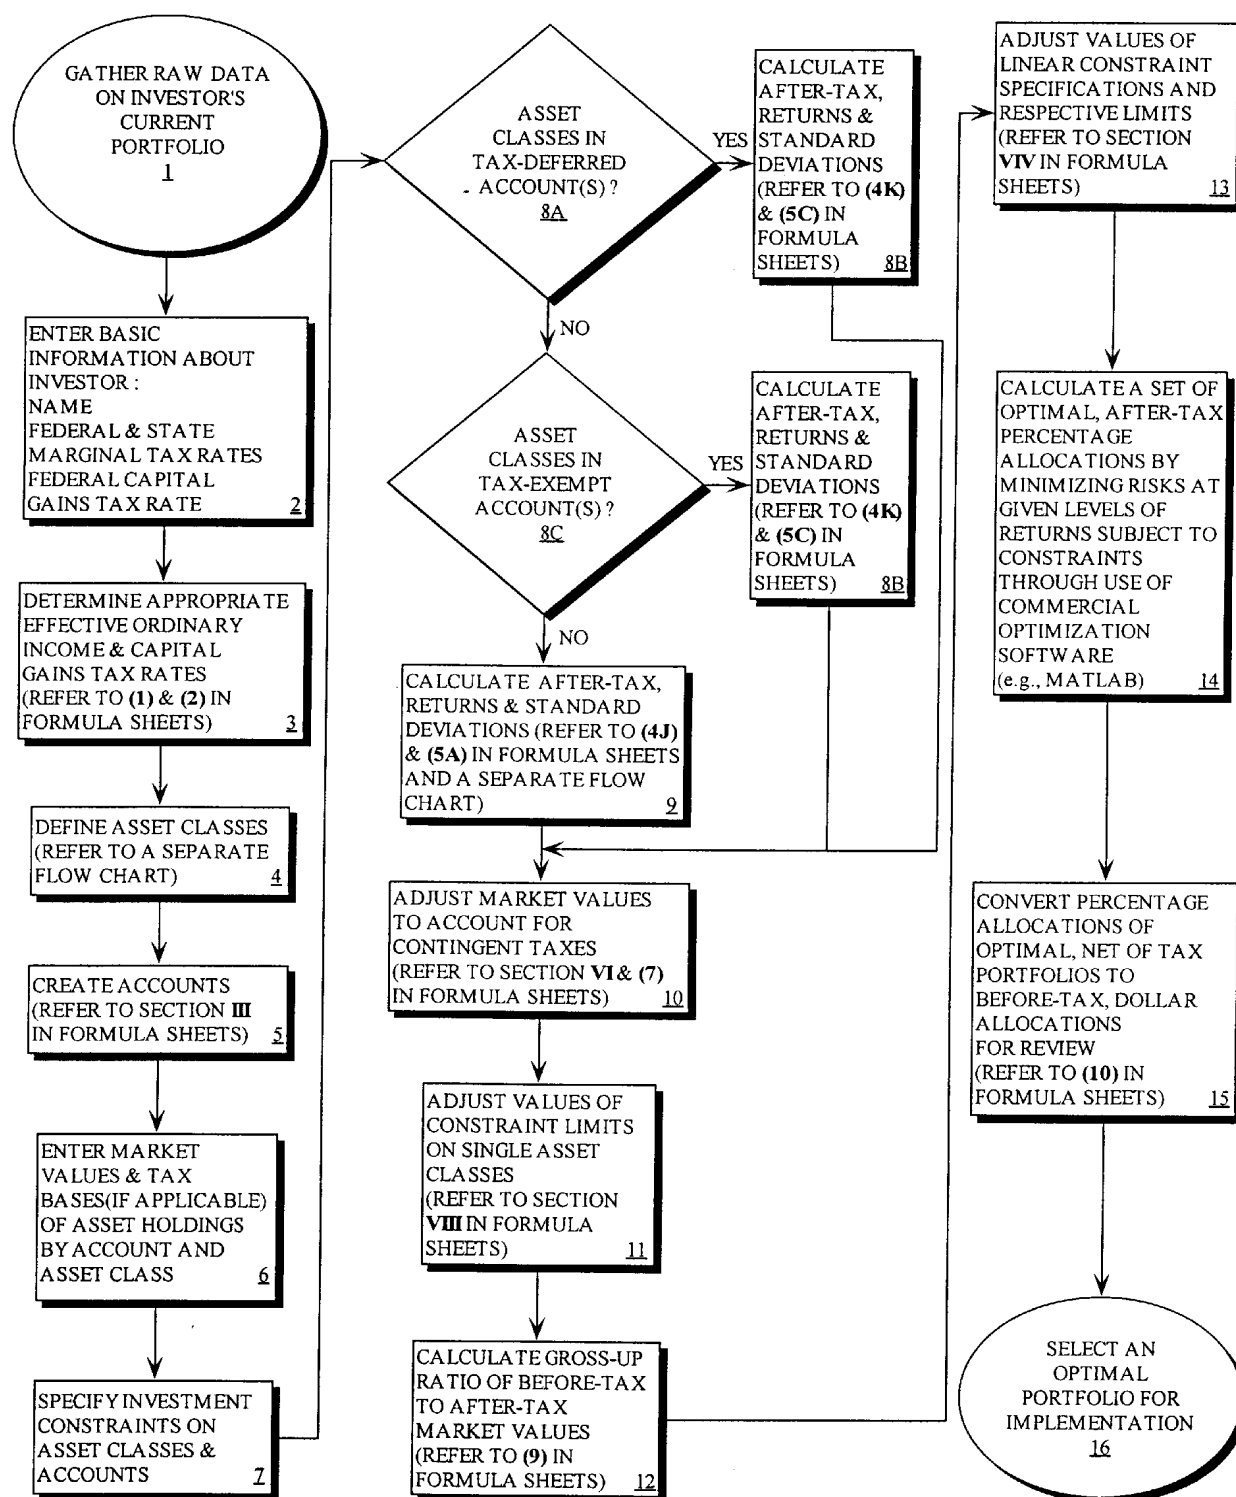 GATHER RAW DATA
ON INVESTOR'S
CURRENT
PORTFOLIO
1
ENTER BASIC
INFORMATION ABOUT
INVESTOR :
NAME
FEDERAL & STATE
MARGINAL TAX RATES
FEDERAL CAPITAL
GAINS TAX RATE
2
DETERMINE APPROPRIATE
EFFECTIVE ORDINARY
INCOME & CAPITAL
GAINS TAX RATES
(REFER TO (1) & (2) IN
FORMULA SHEETS)
3
DEFINE ASSET CLASSES
(REFER TO A SEPARATE
FLOW CHART)
4
CREATE ACCOUNTS
(REFER TO SECTION III
IN FORMULA SHEETS)
5
ENTER MARKET
VALUES & TAX
BASES(IF APPLICABLE)
OF ASSET HOLDINGS
BY ACCOUNT AND
ASSET CLASS
6
SPECIFY INVESTMENT
CONSTRAINTS ON
ASSET CLASSES &
ACCOUNTS
7
ASSET
CLASSES IN
TAX-DEFERRED
ACCOUNT(S) ?
8A
YES
CALCULATE
AFTER-TAX,
RETURNS &
STANDARD
DEVIATIONS
(REFER TO (4K)
& (5C) IN
FORMULA
SHEETS)
8B
NO
ASSET
CLASSES IN
TAX-EXEMPT
ACCOUNT(S) ?
8C
YES
CALCULATE
AFTER-TAX,
RETURNS &
STANDARD
DEVIATIONS
(REFER TO (4K)
& (5C) IN
FORMULA
SHEETS)
8B
NO
CALCULATE AFTER-TAX,
RETURNS & STANDARD
DEVIATIONS (REFER TO (4J)
& (5A) IN FORMULA SHEETS
AND A SEPARATE FLOW
CHART)
9
ADJUST MARKET VALUES
TO ACCOUNT FOR
CONTINGENT TAXES
(REFER TO SECTION VI & (7)
IN FORMULA SHEETS)
10
ADJUST VALUES OF
CONSTRAINT LIMITS
ON SINGLE ASSET
CLASSES
(REFER TO SECTION
VIII IN FORMULA
SHEETS)
11
CALCULATE GROSS-UP
RATIO OF BEFORE-TAX
TO AFTER-TAX
MARKET VALUES
(REFER TO (9) IN
FORMULA SHEETS)
12
ADJUST VALUES OF
LINEAR CONSTRAINT
SPECIFICATIONS AND
RESPECTIVE LIMITS
(REFER TO SECTION
VIV IN FORMULA
SHEETS)
13
CALCULATE A SET OF
OPTIMAL, AFTER-TAX
PERCENTAGE
ALLOCATIONS BY
MINIMIZING RISKS AT
GIVEN LEVELS OF
RETURNS SUBJECT TO
CONSTRAINTS
THROUGH USE OF
COMMERCIAL
OPTIMIZATION
SOFTWARE
(e.g., MATLAB)
14
CONVERT PERCENTAGE
ALLOCATIONS OF
OPTIMAL, NET OF TAX
PORTFOLIOS TO
BEFORE-TAX, DOLLAR
ALLOCATIONS
FOR REVIEW
(REFER TO (10) IN
FORMULA SHEETS)
15
SELECT AN
OPTIMAL
PORTFOLIO FOR
IMPLEMENTATION
16